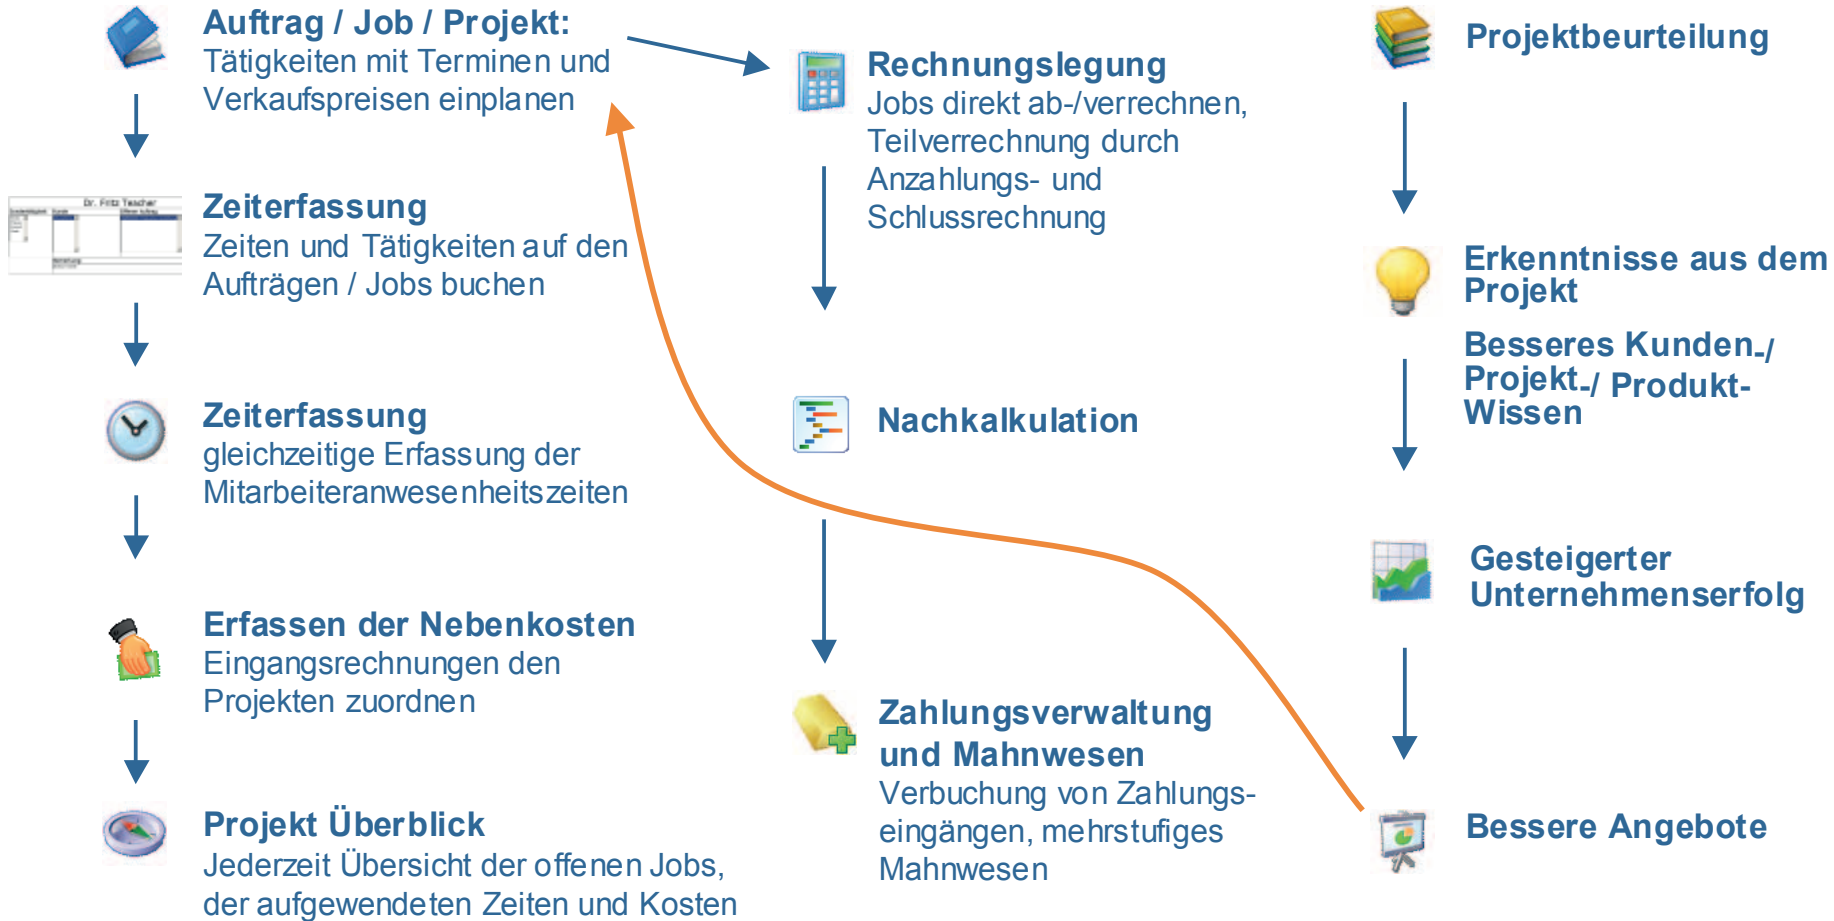 Auftrag / Job / Projekt:
Tätigkeiten mit Terminen und
Verkaufspreisen einplanen
Dr. Fritz Teacher
Zeiterfassung
Zeiten und Tätigkeiten auf den
Aufträgen / Jobs buchen
Zeiterfassung
gleichzeitige Erfassung der
Mitarbeiteranwesenheitszeiten
Erfassen der Nebenkosten
Eingangsrechnungen den
Projekten zuordnen
Projekt Überblick
Jederzeit Übersicht der offenen Jobs,
der aufgewendeten Zeiten und Kosten
Rechnungslegung
Jobs direkt ab-/verrechnen,
Teilverrechnung durch
Anzahlungs- und
Schlussrechnung
Nachkalkulation
Zahlungsverwaltung
und Mahnwesen
Verbuchung von Zahlungs-
eingängen, mehrstufiges
Mahnwesen
Projektbeurteilung
Erkenntnisse aus dem
Projekt
Besseres Kunden-/
Projekt-/ Produkt-
Wissen
Gesteigerter
Unternehmenserfolg
Bessere Angebote